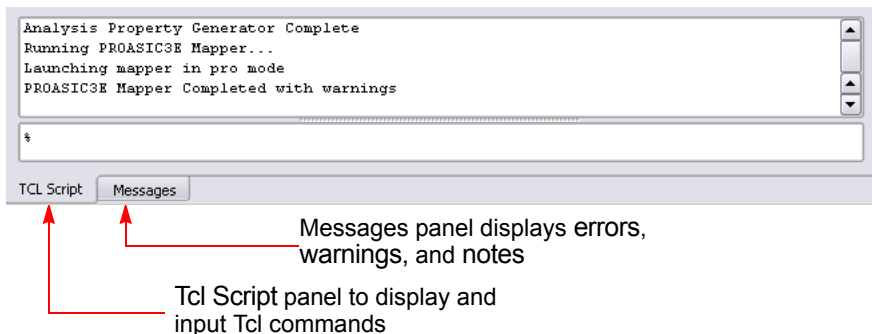 Analysis Property Generator Complete
Running PROASIC3E Mapper...
Launching mapper in pro mode
PROASIC3E Mapper Completed with warnings
%
TCL Script Messages
Messages panel displays errors,
warnings, and notes
Tcl Script panel to display and
input Tcl commands